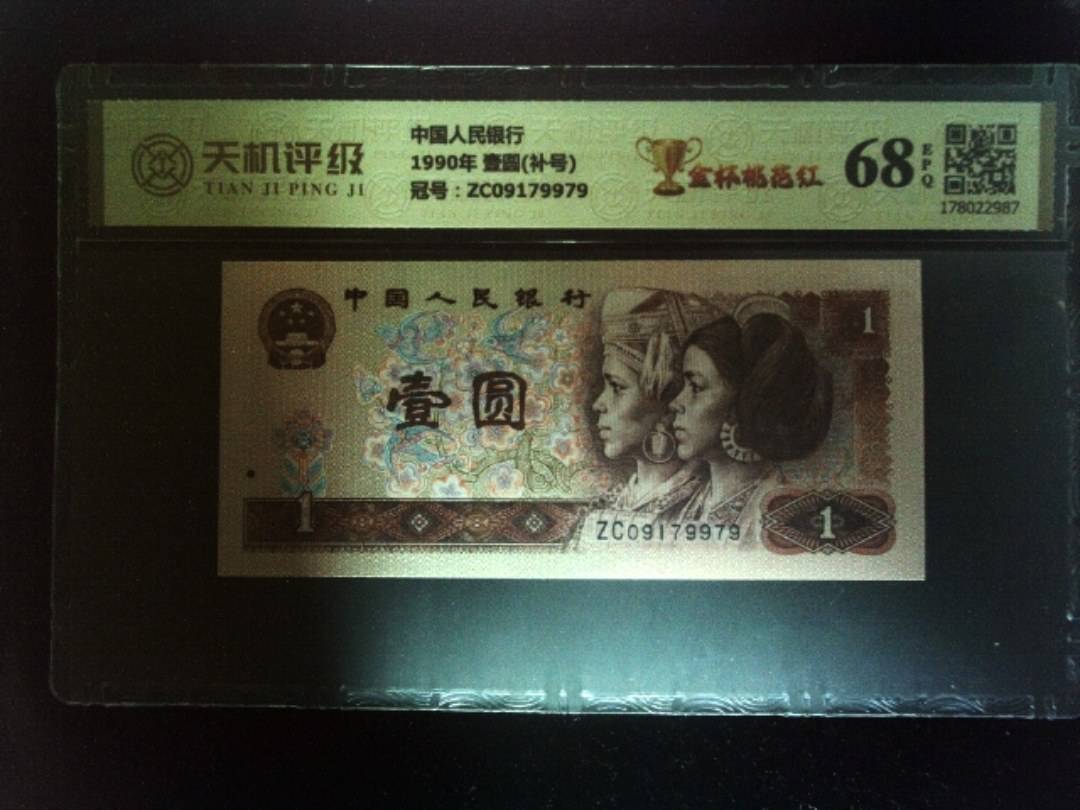 天机评级
TIAN JI PING JI
中国人民银行
1990年 壹圆(补号)
冠号：ZC09179979
金杯桃花红
68
EPQ
178022987
中国人民银行
壹圆
1
1
ZC09179979
1